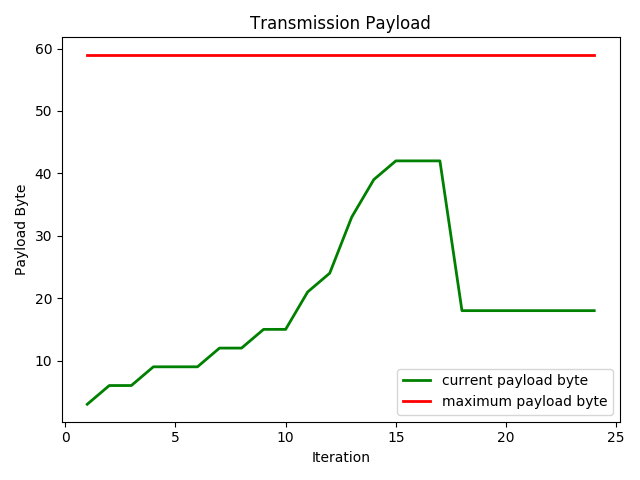 Transmission Payload
Payload Byte
60
50
40
30
20
10
0
5
10
15
20
25
Iteration
current payload byte
maximum payload byte